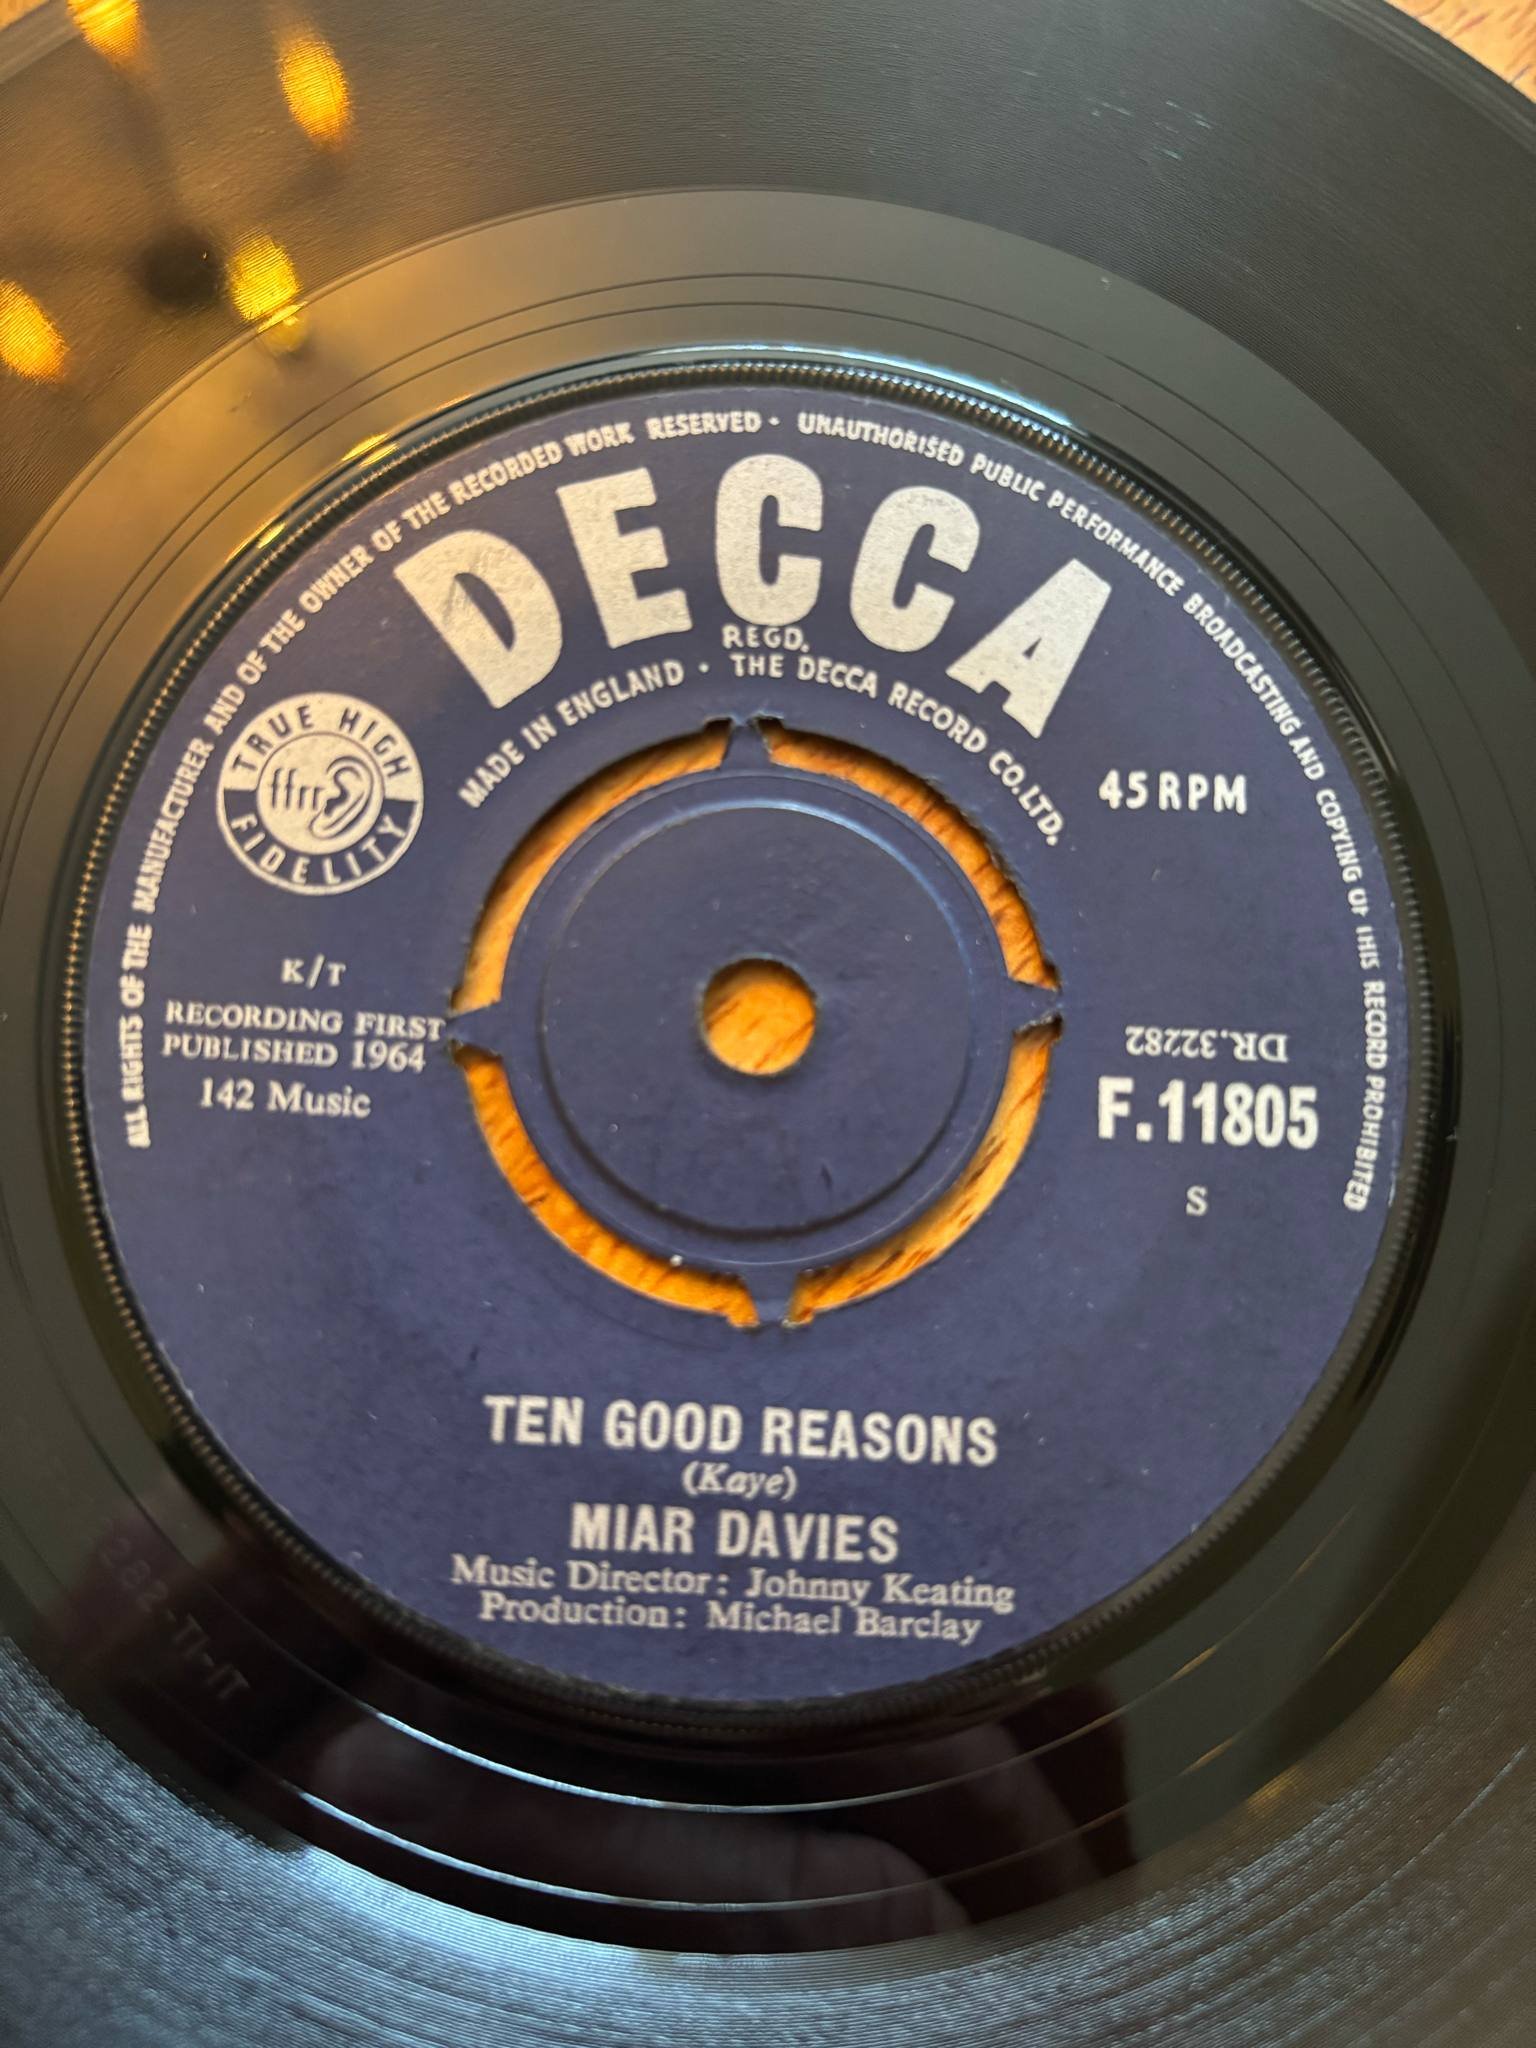 ALL RIGHTS OF THE MANUFACTURER AND OF THE OWNER OF THE RECORDED WORK RESERVED • UNAUTHORISED PUBLIC PERFORMANCE BROADCASTING AND COPYING OF THIS RECORD PROHIBITED
DECCA
REGD.
MADE IN ENGLAND • THE DECCA RECORD CO. LTD.
TRUE HIGH
ffrr
FIDELITY
45 RPM
K/T
RECORDING FIRST
PUBLISHED 1964
142 Music
DR.32282
F.11805
S
TEN GOOD REASONS
(Kaye)
MIAR DAVIES
Music Director: Johnny Keating
Production: Michael Barclay